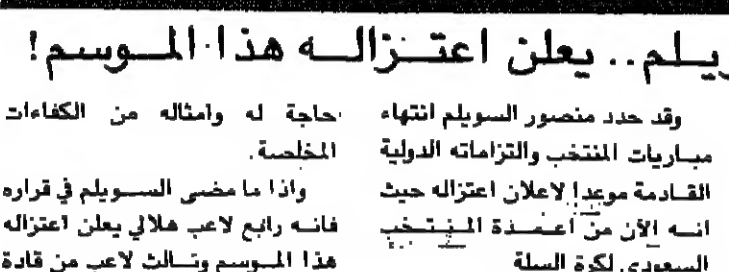 يلم.. يعلن اعتزاله هذا الموسم!
وقد حدد منصور السويلم انتهاء
مباريات المنتخب والتزاماته الدولية
القادمة موعدا لاعلان اعتزاله حيث
انه الآن من أعمدة المنتخب
السعودي لكرة السلة
حاجة له وامثاله من الكفاءات
المخلصة.
واذا ما مضى السويلم في قراره
فانه رابع لاعب هلالي يعلن اعتزاله
هذا الموسم وثالث لاعب من قادة